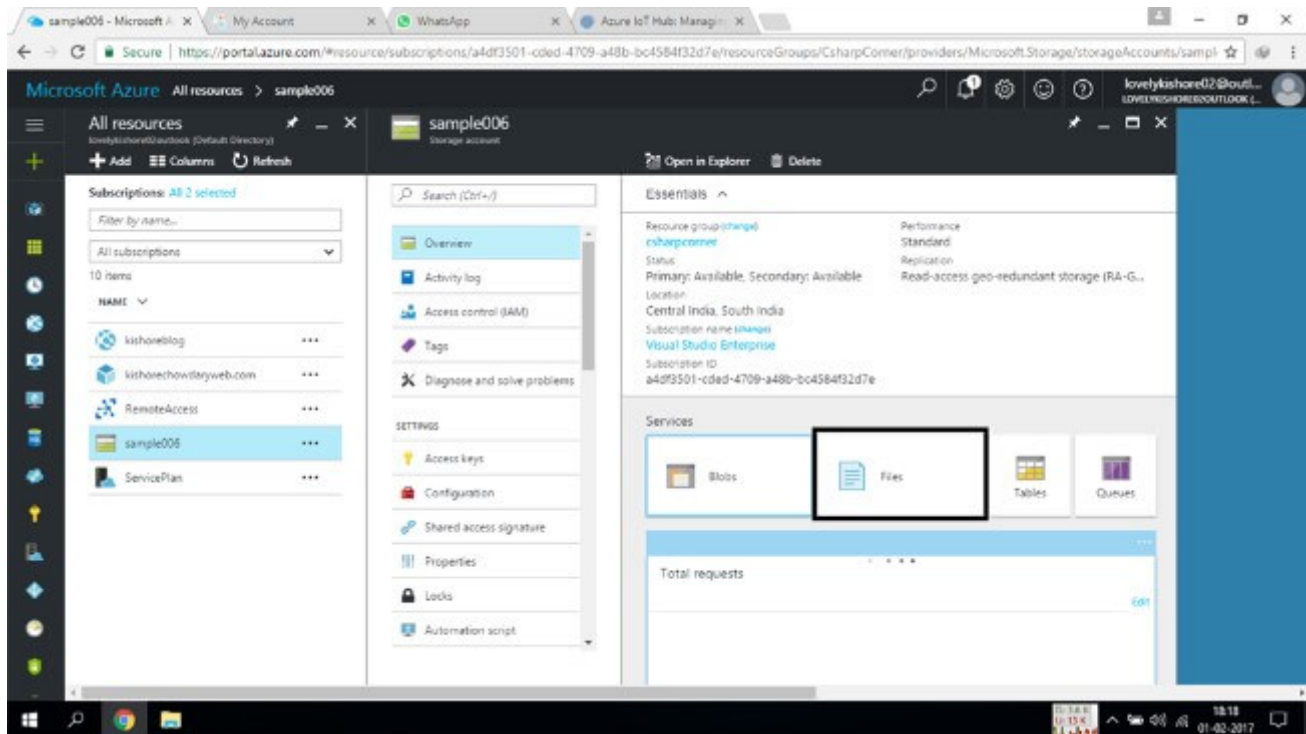 sample006 - Microsoft A
My Account
WhatsApp
Azure IoT Hub: Managin
Secure | https://portal.azure.com/#resource/subscriptions/a4df3501-cded-4709-a48b-bc4584f32d7e/resourceGroups/CsharpCorner/providers/Microsoft.Storage/storageAccounts/sampl
Microsoft Azure All resources > sample006
lovelykishore02@outl...
All resources
+ Add Columns Refresh
Subscriptions: All 2 selected
Filter by name...
All subscriptions
10 items
NAME
kishoreblog
kishorechowdaryweb.com
RemoteAccess
sample006
ServicePlan
sample006
Storage account
Search (Ctrl+/)
Overview
Activity log
Access control (IAM)
Tags
Diagnose and solve problems
SETTINGS
Access keys
Configuration
Shared access signature
Properties
Locks
Automation script
Open in Explorer Delete
Essentials
Resource group (change)
csharpcorner
Status
Primary: Available, Secondary: Available
Location
Central India, South India
Subscription name (change)
Visual Studio Enterprise
Subscription ID
a4df3501-cded-4709-a48b-bc4584f32d7e
Performance
Standard
Replication
Read-access geo-redundant storage (RA-G...
Services
Blobs
Files
Tables
Queues
Total requests
Edit
18:18
01-02-2017